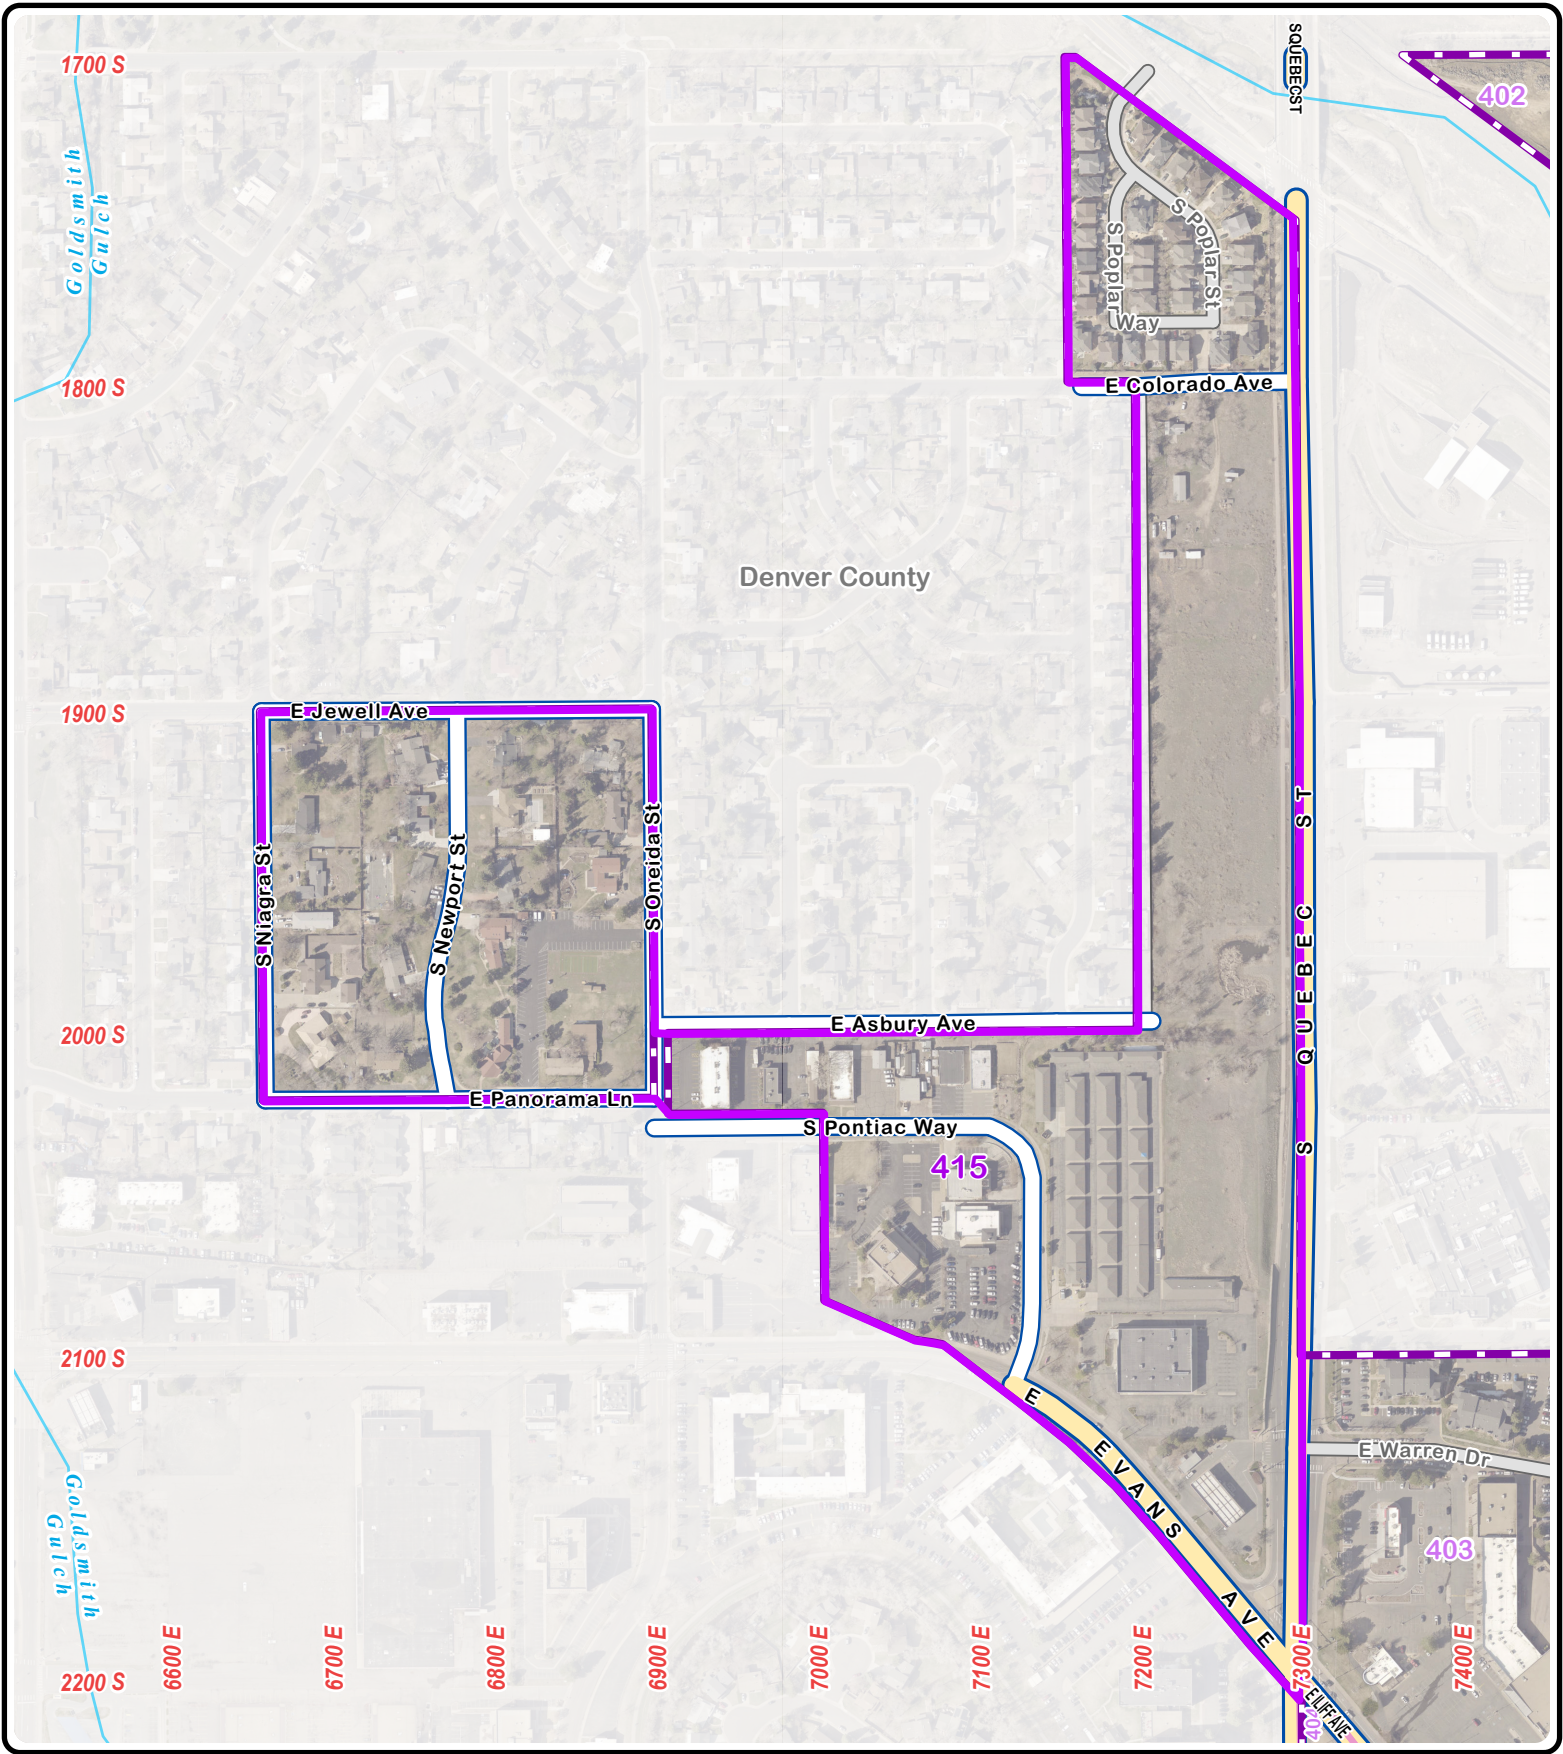 1700 S
SQUEBECST
402
Goldsmith
Gulch
S Poplar St
S Poplar
Way
1800 S
E Colorado Ave
Denver County
1900 S
E Jewell Ave
S QUEBEC ST
S Niagra St
S Newport St
S Oneida St
2000 S
E Asbury Ave
E Panorama Ln
S Pontiac Way
415
2100 S
E EVANS AVE
E Warren Dr
Goldsmith
Gulch
403
2200 S
6600 E
6700 E
6800 E
6900 E
7000 E
7100 E
7200 E
7300 E
7400 E
E ILIFF AVE